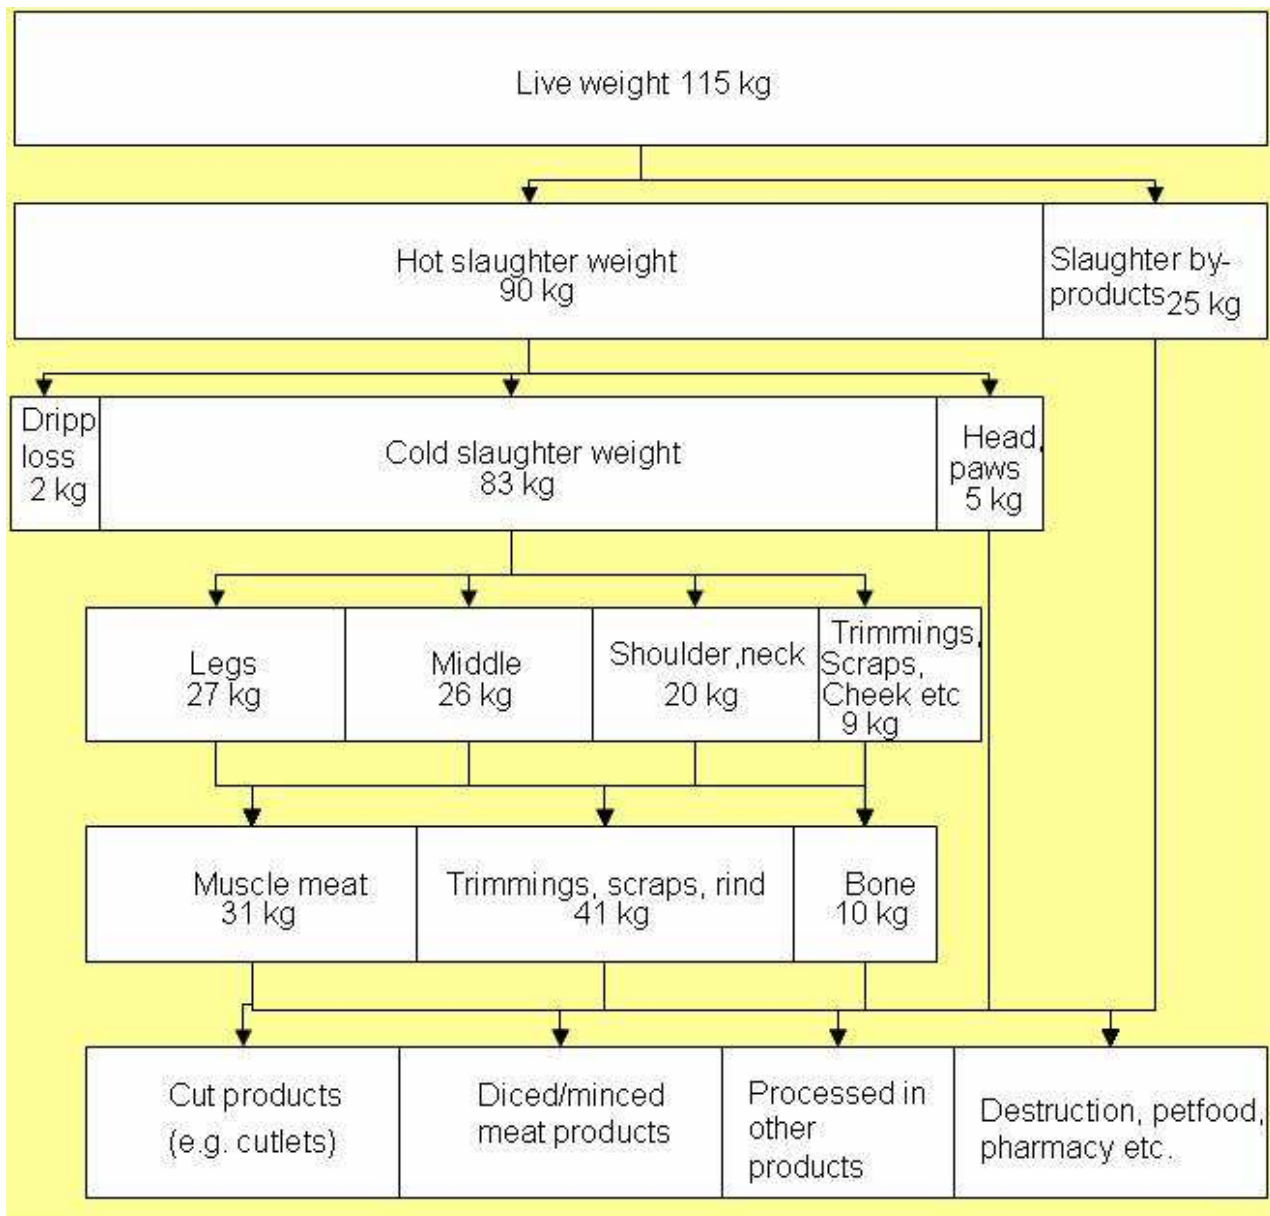 Live weight 115 kg
Hot slaughter weight
90 kg
Slaughter by-
products 25 kg
Dripp
loss
2 kg
Cold slaughter weight
83 kg
Head,
paws
5 kg
Legs
27 kg
Middle
26 kg
Shoulder,neck
20 kg
Trimmings,
Scraps,
Cheek etc
9 kg
Muscle meat
31 kg
Trimmings, scraps, rind
41 kg
Bone
10 kg
Cut products
(e.g. cutlets)
Diced/minced
meat products
Processed in
other
products
Destruction, petfood,
pharmacy etc.